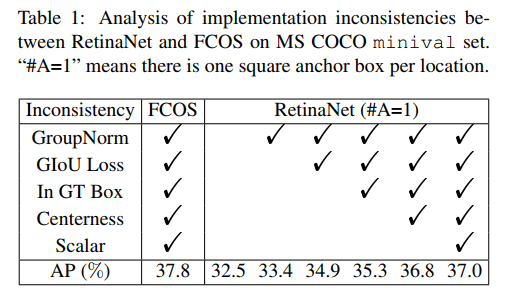 Table 1: Analysis of implementation inconsistencies be-
tween RetinaNet and FCOS on MS COCO minival set.
“#A=1” means there is one square anchor box per location.
Inconsistency FCOS RetinaNet (#A=1)
GroupNorm ✓ ✓ ✓ ✓ ✓ ✓
GIoU Loss ✓ ✓ ✓ ✓ ✓
In GT Box ✓ ✓ ✓ ✓
Centerness ✓ ✓ ✓
Scalar ✓ ✓
AP (%) 37.8 32.5 33.4 34.9 35.3 36.8 37.0